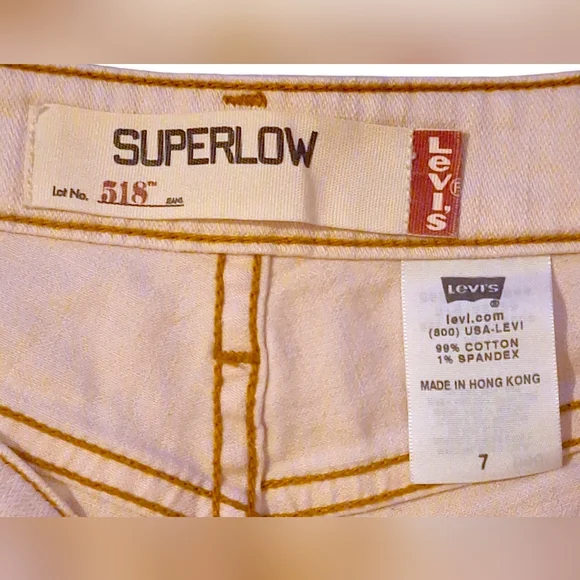 SUPERLOW
Lot No. 518™ JEANS
Levi's®
Levi's®
levi.com
(800) USA-LEVI
99% COTTON
1% SPANDEX
MADE IN HONG KONG
7